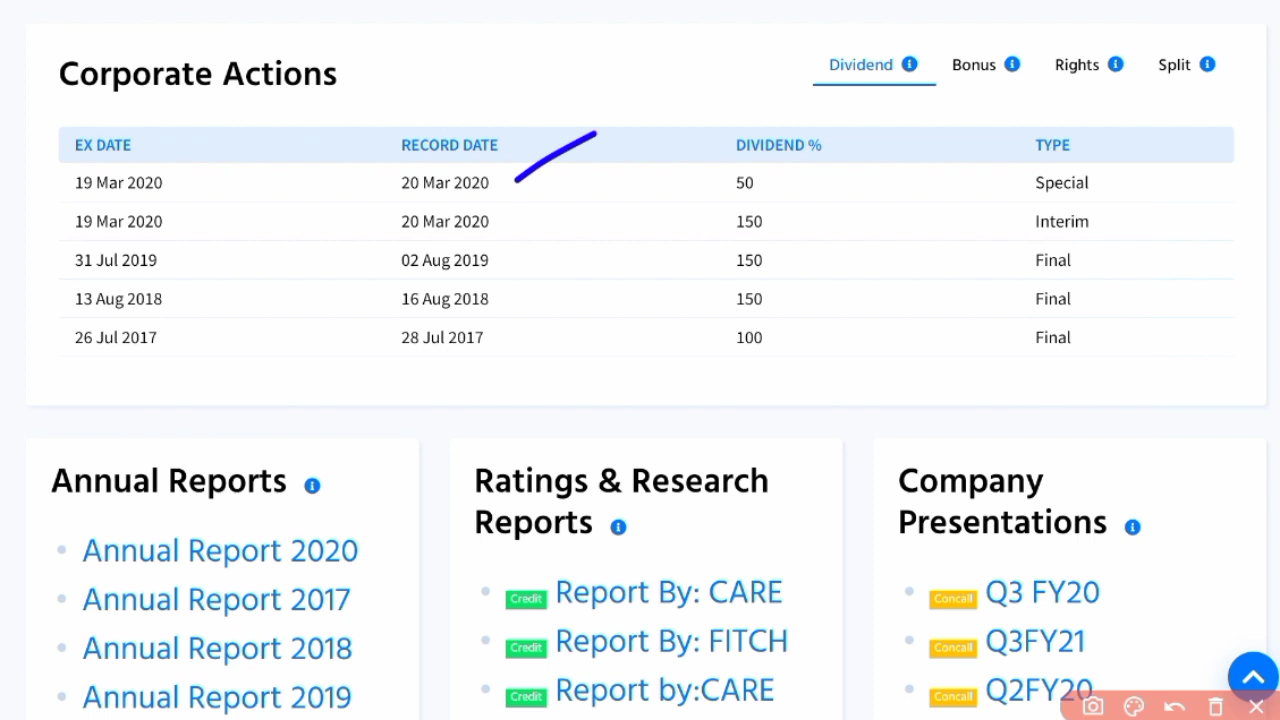 Corporate Actions
Dividend Bonus Rights Split
EX DATE RECORD DATE DIVIDEND % TYPE
19 Mar 2020 20 Mar 2020 50 Special
19 Mar 2020 20 Mar 2020 150 Interim
31 Jul 2019 02 Aug 2019 150 Final
13 Aug 2018 16 Aug 2018 150 Final
26 Jul 2017 28 Jul 2017 100 Final
Annual Reports
Annual Report 2020
Annual Report 2017
Annual Report 2018
Annual Report 2019
Ratings & Research
Reports
Credit Report By: CARE
Credit Report By: FITCH
Credit Report by:CARE
Company
Presentations
Concall Q3 FY20
Concall Q3FY21
Concall Q2FY20